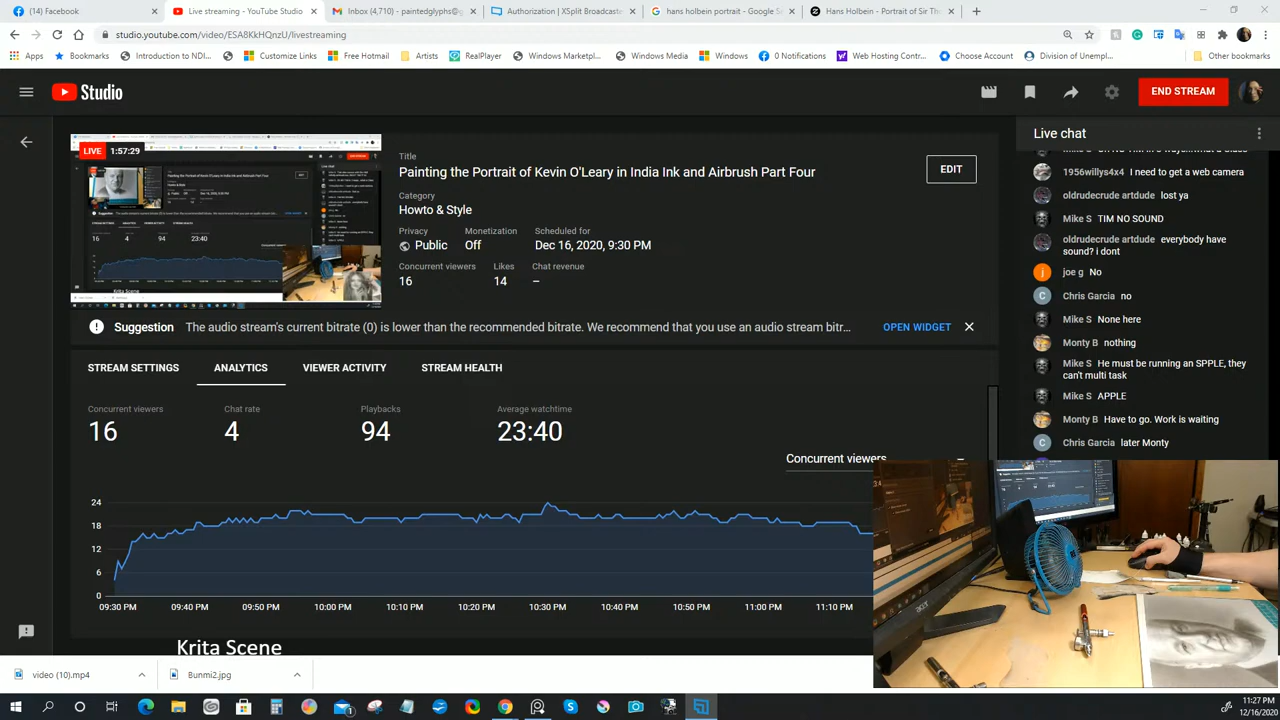 (14) Facebook
Live streaming - YouTube Studio
Inbox (4,710) - paintedglyphs@g
Authorization | XSplit Broadcaste
hans holbein portrait - Google Se
Hans Holbein - Portrait of Sir Tho
studio.youtube.com/video/ESA8KkHQnzU/livestreaming
Apps
Bookmarks
Introduction to NDI...
Customize Links
Free Hotmail
Artists
RealPlayer
Windows Marketpl...
Windows Media
Windows
0 Notifications
Web Hosting Contr...
Choose Account
Division of Unempl...
Other bookmarks
Studio
END STREAM
LIVE 1:57:29
Title
Pinting the Portrait of Kevin O'Leary in India Ink and Airbrush Part Four
EDIT
Category
Howto & Style
Privacy
Public
Monetization
Off
Scheduled for
Dec 16, 2020, 9:30 PM
Concurrent viewers
16
Likes
14
Chat revenue
–
Suggestion
The audio stream's current bitrate (0) is lower than the recommended bitrate. We recommend that you use an audio stream bitr...
OPEN WIDGET
STREAM SETTINGS
ANALYTICS
VIEWER ACTIVITY
STREAM HEALTH
Concurrent viewers
16
Chat rate
4
Playbacks
94
Average watchtime
23:40
Concurrent viewers
24
18
12
6
0
09:30 PM
09:40 PM
09:50 PM
10:00 PM
10:10 PM
10:20 PM
10:30 PM
10:40 PM
10:50 PM
11:00 PM
11:10 PM
Krita Scene
Live chat
1956willys4x4 I need to get a web camera
oldrudecrude artdude lost ya
Mike S TIM NO SOUND
oldrudecrude artdude everybody have
sound? i dont
joe g No
Chris Garcia no
Mike S None here
Monty B nothing
Mike S He must be running an SPPLE, they
can't multi task
Mike S APPLE
Monty B Have to go. Work is waiting
Chris Garcia later Monty
acer
video (10).mp4
Bunmi2.jpg
11:27 PM
12/16/2020